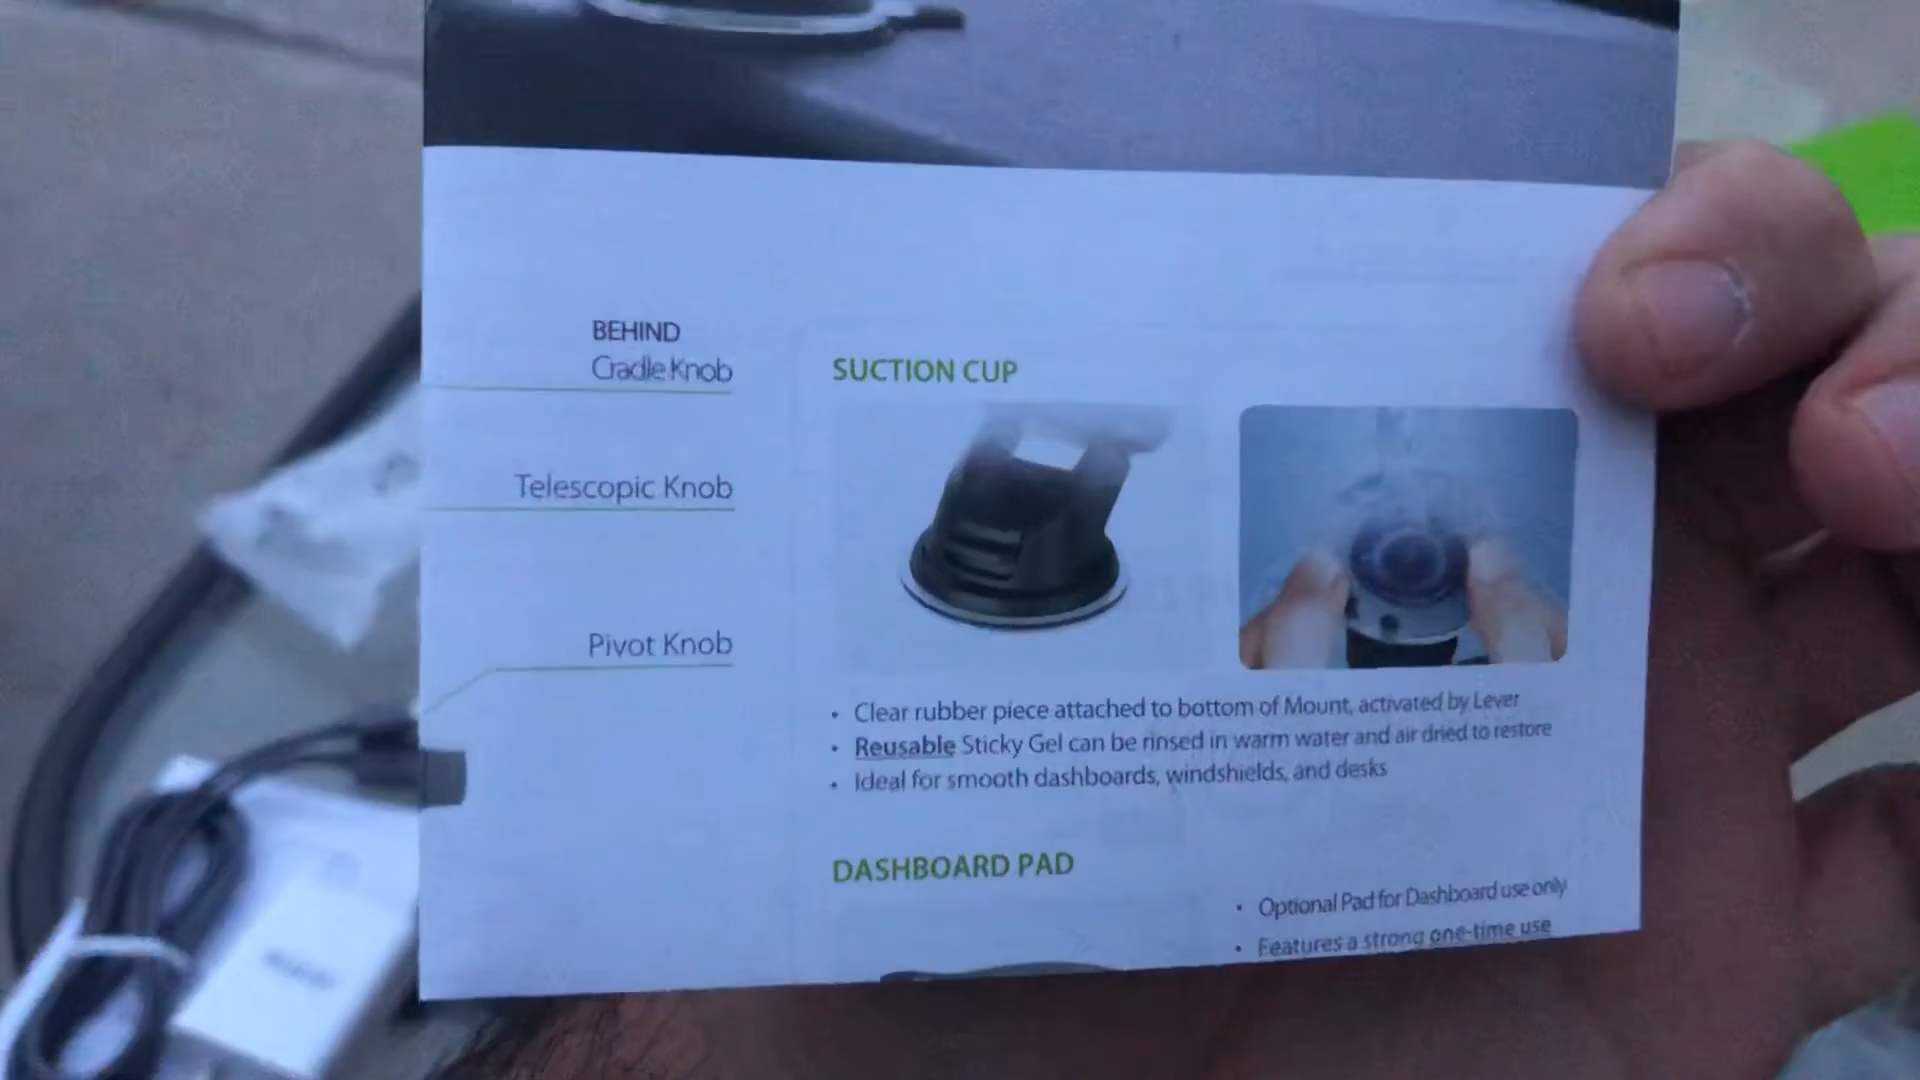 BEHIND
Cradle Knob
Telescopic Knob
Pivot Knob
SUCTION CUP
• Clear rubber piece attached to bottom of Mount, activated by Lever
• Reusable Sticky Gel can be rinsed in warm water and air dried to restore
• Ideal for smooth dashboards, windshields, and desks
DASHBOARD PAD
• Optional Pad for Dashboard use only
• Features a strong one-time use